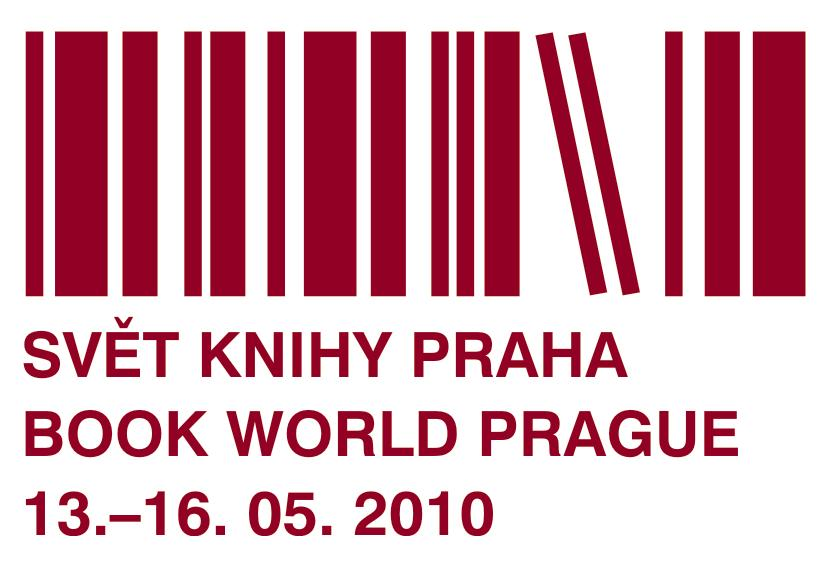 SVĚT KNIHY PRAHA
BOOK WORLD PRAGUE
13.–16. 05. 2010